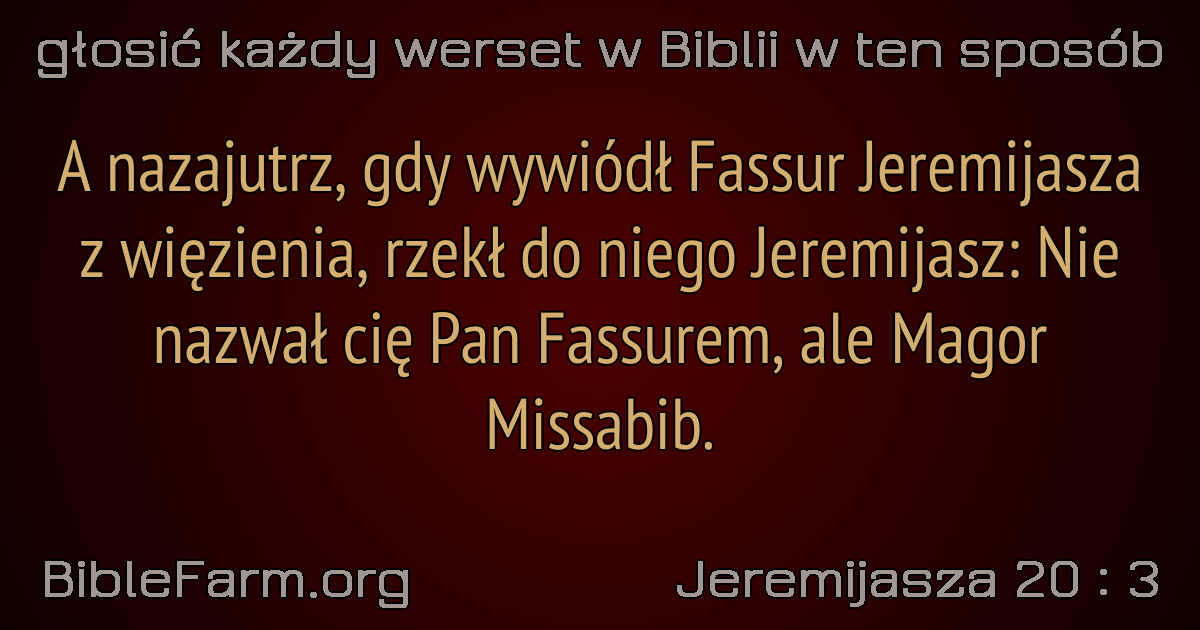 głosić każdy werset w Biblii w ten sposób
A nazajutrz, gdy wywiódł Fassur Jeremijasza
z więzienia, rzekł do niego Jeremijasz: Nie
nazwał cię Pan Fassurem, ale Magor
Missabib.
BibleFarm.org
Jeremijasza 20 : 3